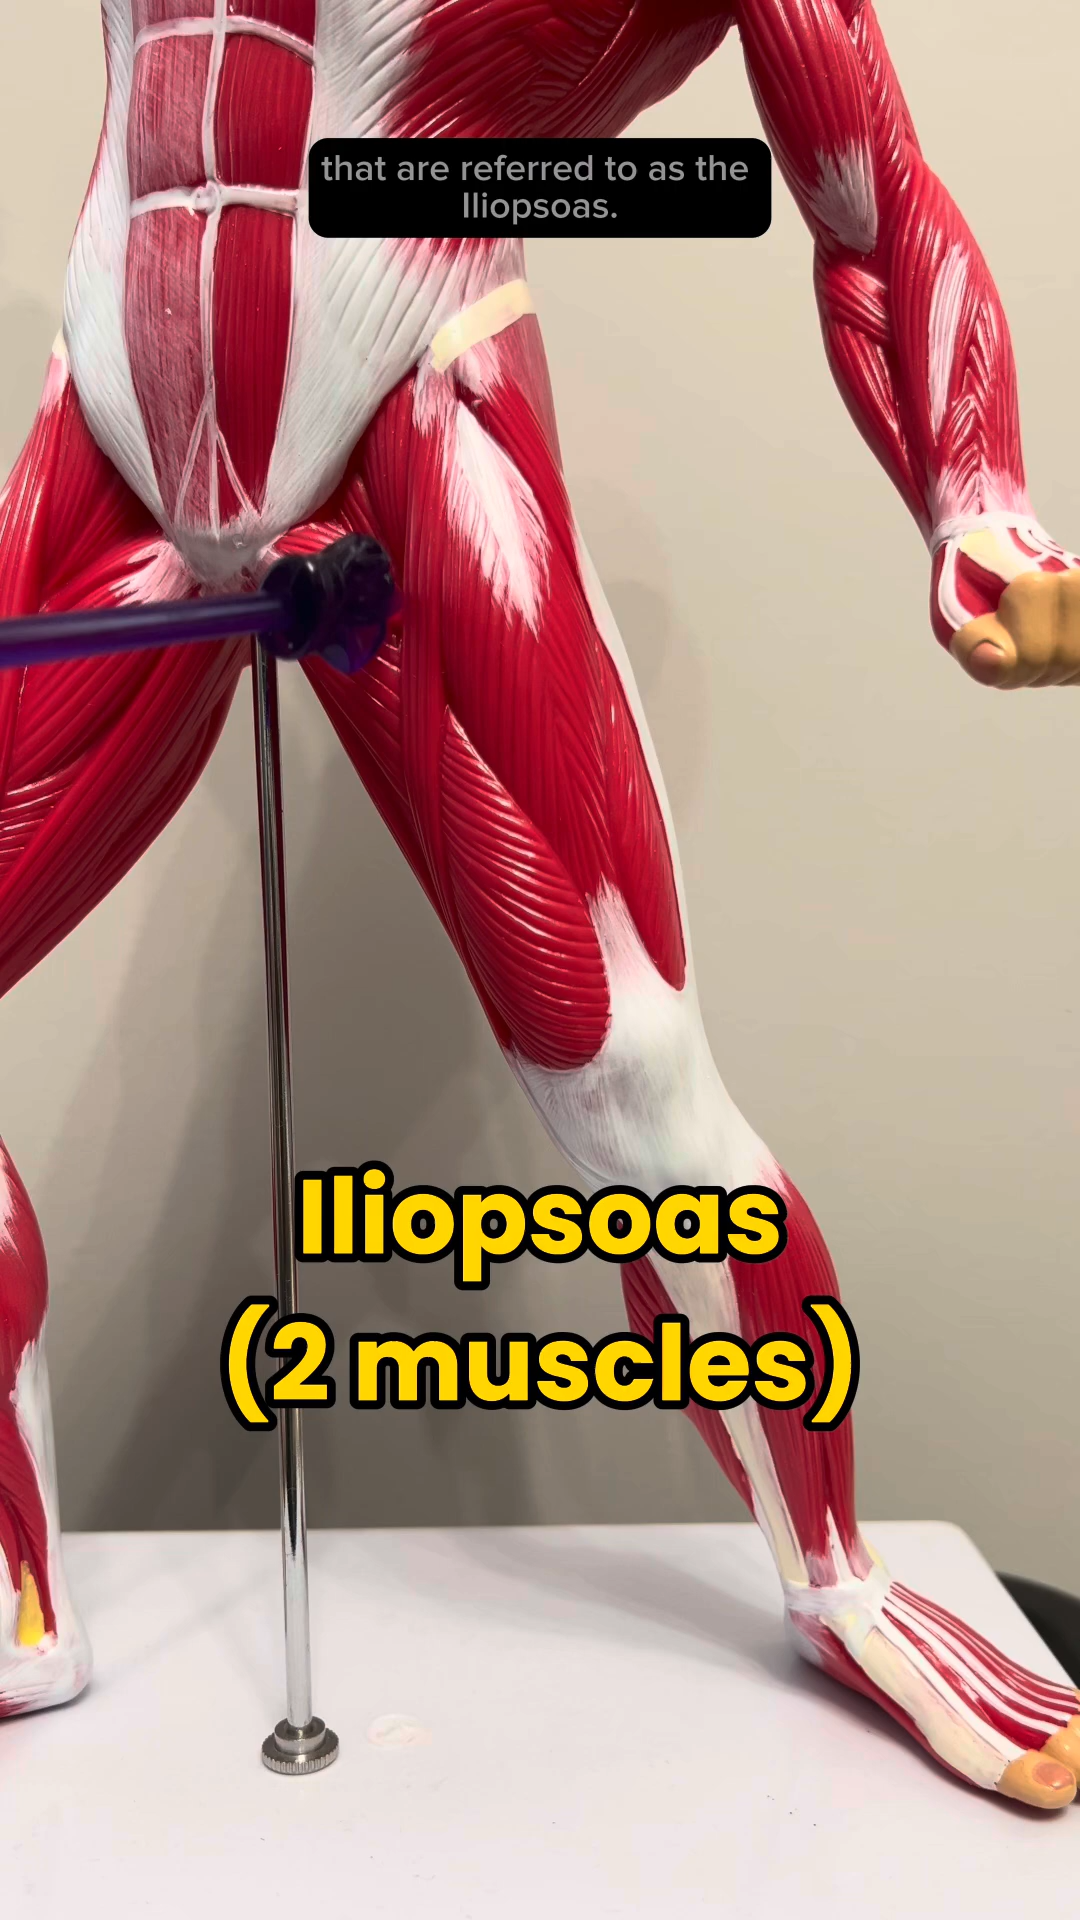 that are referred to as the
Iliopsoas.
Iliopsoas
(2 muscles)